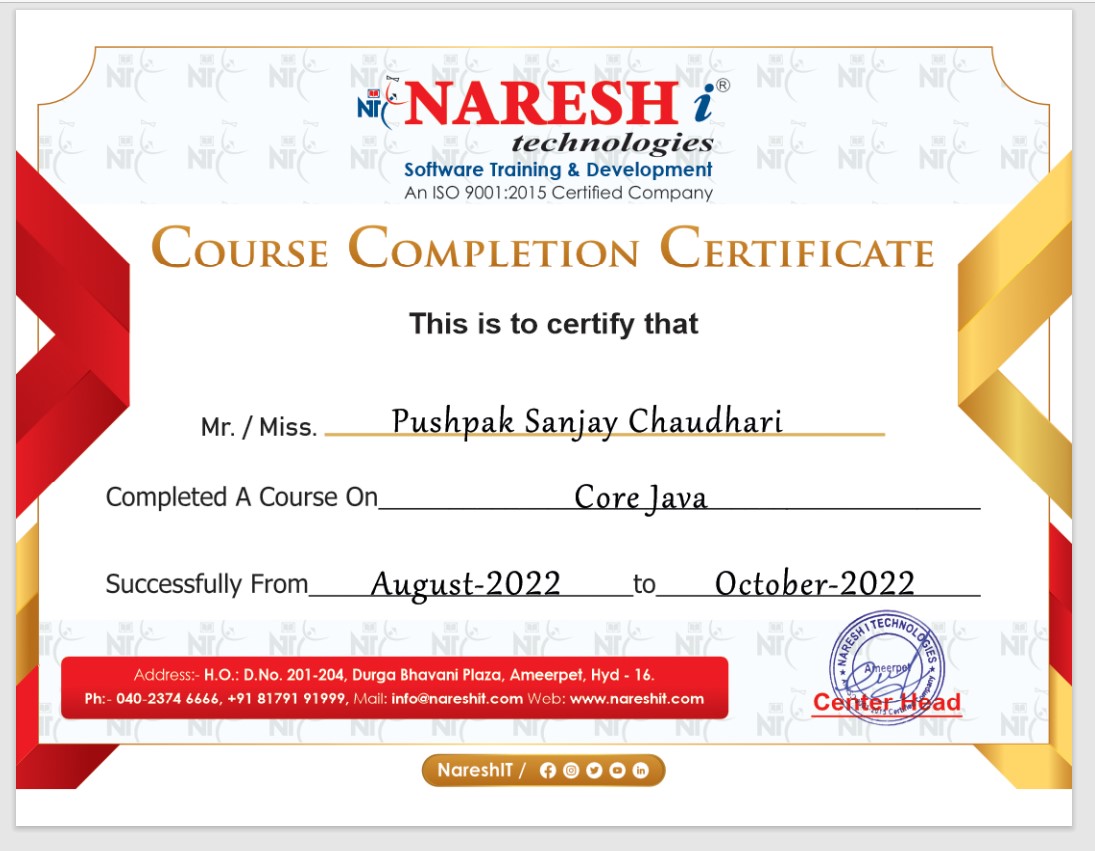 NT
NARESH i®
technologies
Software Training & Development
An ISO 9001:2015 Certified Company
COURSE COMPLETION CERTIFICATE
This is to certify that
Mr. / Miss. Pushpak Sanjay Chaudhari
Completed A Course On Core Java
Successfully From August-2022 to October-2022
NARESH I TECHNOLOGIES
Ameerpet
Center Head
Address:- H.O.: D.No. 201-204, Durga Bhavani Plaza, Ameerpet, Hyd - 16.
Ph:- 040-2374 6666, +91 81791 91999, Mail: info@nareshit.com Web: www.nareshit.com
NareshIT /